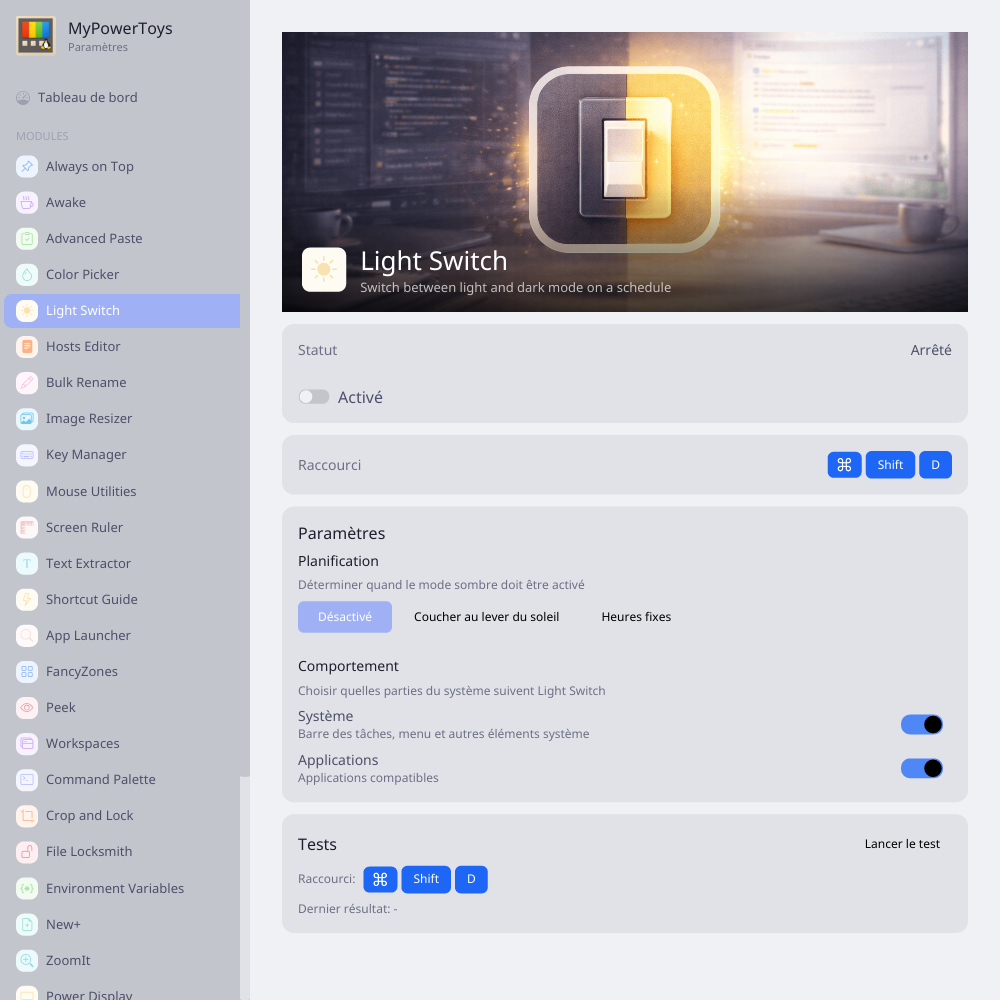 MyPowerToys
Paramètres
Tableau de bord
MODULES
Always on Top
Awake
Advanced Paste
Color Picker
Light Switch
Hosts Editor
Bulk Rename
Image Resizer
Key Manager
Mouse Utilities
Screen Ruler
Text Extractor
Shortcut Guide
App Launcher
FancyZones
Peek
Workspaces
Command Palette
Crop and Lock
File Locksmith
Environment Variables
New+
ZoomIt
Power Display
Light Switch
Switch between light and dark mode on a schedule
Statut
Arrêté
Activé
Raccourci
⌘ Shift D
Paramètres
Planification
Déterminer quand le mode sombre doit être activé
Désactivé Coucher au lever du soleil Heures fixes
Comportement
Choisir quelles parties du système suivent Light Switch
Système
Barre des tâches, menu et autres éléments système
Applications
Applications compatibles
Tests
Lancer le test
Raccourci: ⌘ Shift D
Dernier résultat: -